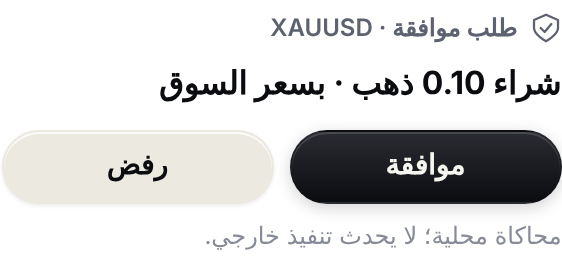 طلب موافقة · XAUUSD
شراء 0.10 ذهب · بسعر السوق
موافقة
رفض
محاكاة محلية؛ لا يحدث تنفيذ خارجي.